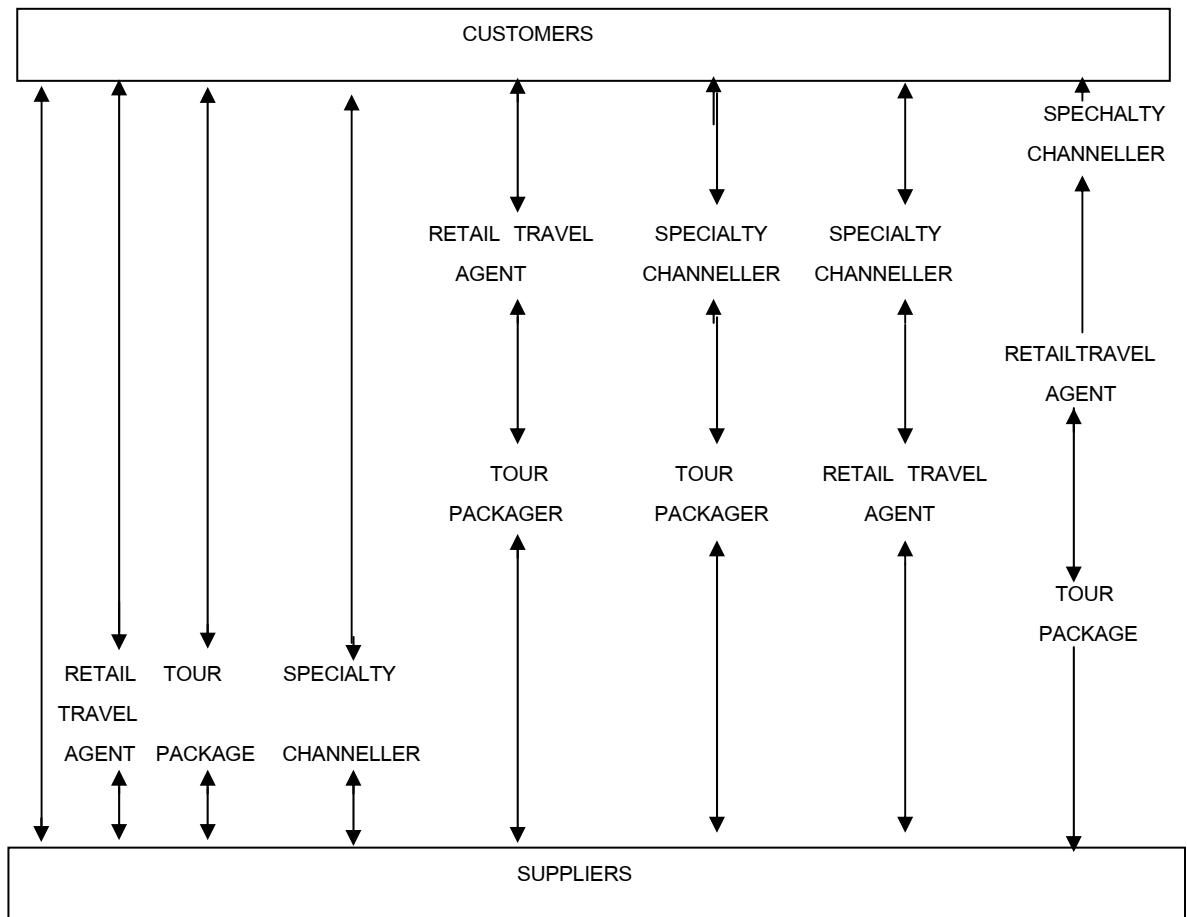 CUSTOMERS
SPECHALTY
CHANNELLER
RETAIL TRAVEL
AGENT
SPECIALTY
CHANNELLER
SPECIALTY
CHANNELLER
RETAILTRAVEL
AGENT
TOUR
PACKAGER
TOUR
PACKAGER
RETAIL TRAVEL
AGENT
TOUR
PACKAGE
RETAIL
TRAVEL
AGENT
TOUR
PACKAGE
SPECIALTY
CHANNELLER
SUPPLIERS